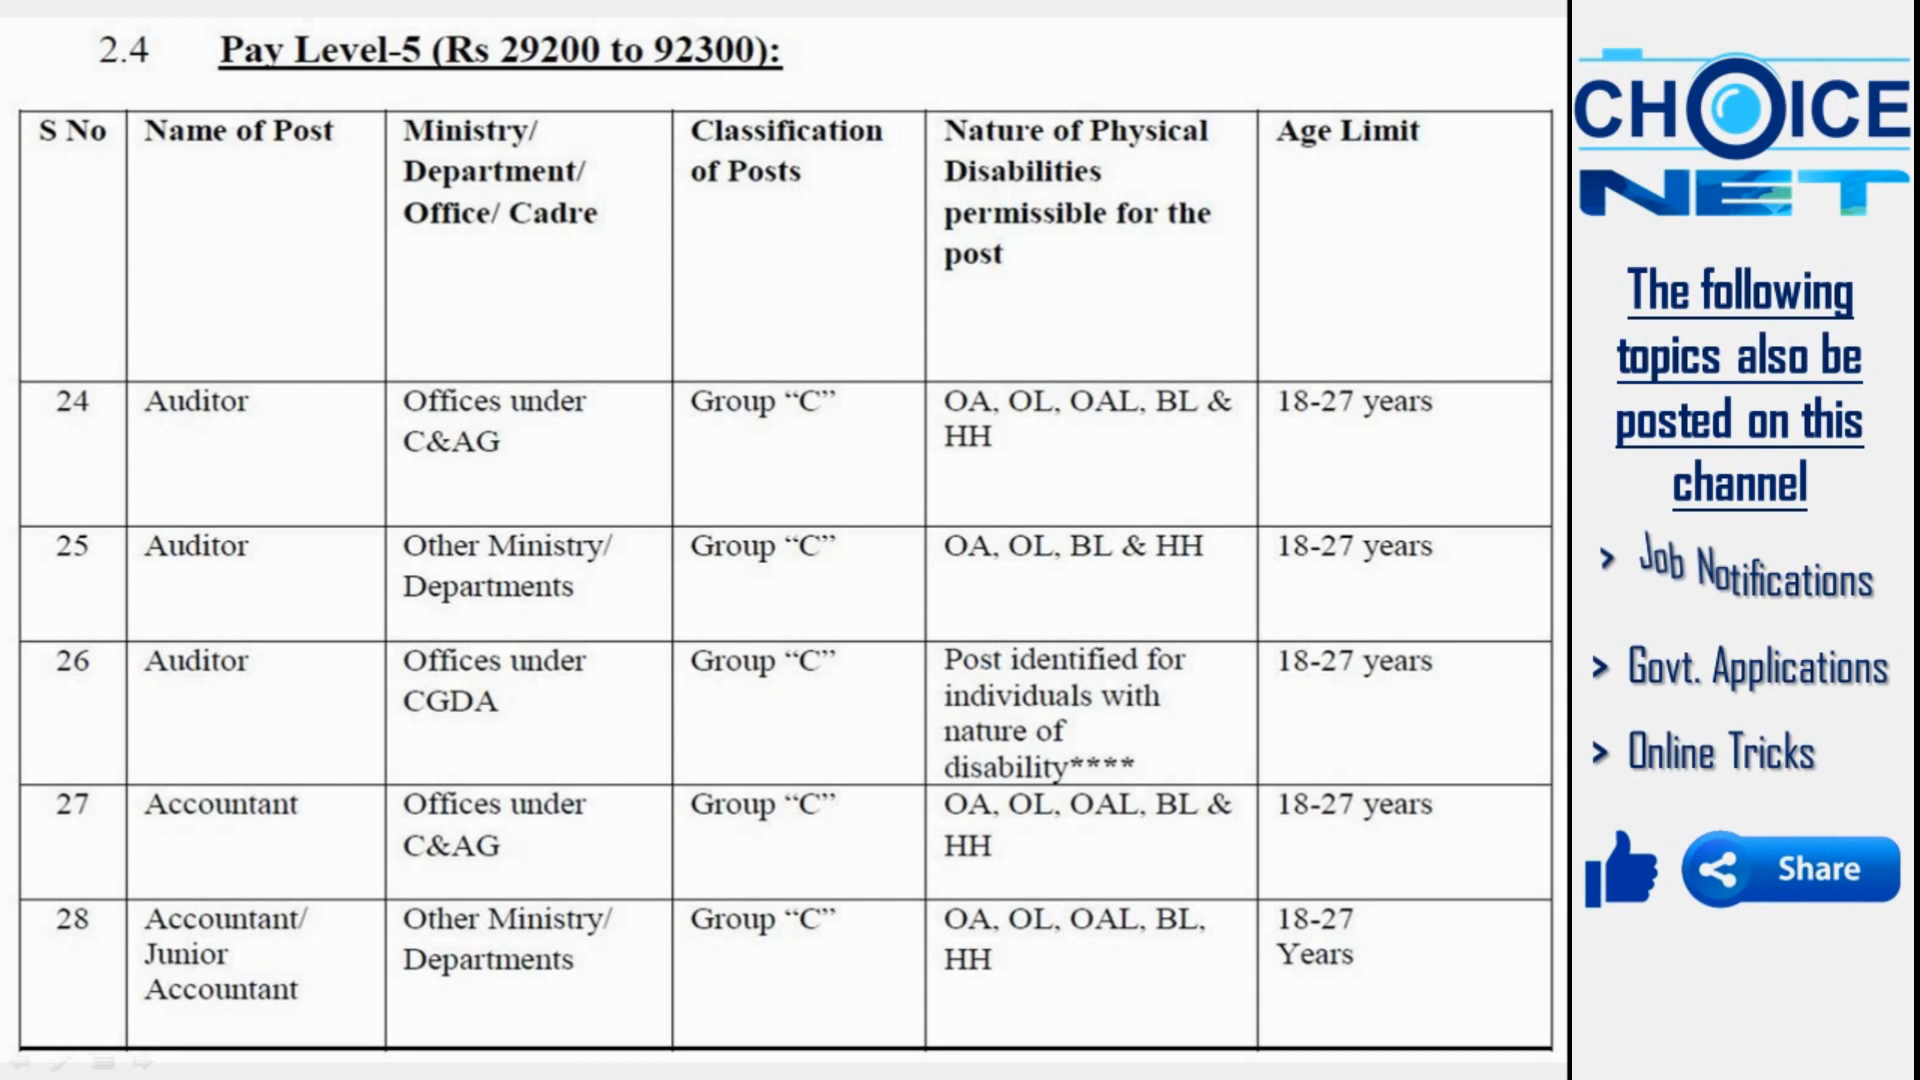 2.4 Pay Level-5 (Rs 29200 to 92300):
S No Name of Post Ministry/ Department/ Office/ Cadre Classification of Posts Nature of Physical Disabilities permissible for the post Age Limit
24 Auditor Offices under C&AG Group “C” OA, OL, OAL, BL & HH 18-27 years
25 Auditor Other Ministry/ Departments Group “C” OA, OL, BL & HH 18-27 years
26 Auditor Offices under CGDA Group “C” Post identified for individuals with nature of disability**** 18-27 years
27 Accountant Offices under C&AG Group “C” OA, OL, OAL, BL & HH 18-27 years
28 Accountant/ Junior Accountant Other Ministry/ Departments Group “C” OA, OL, OAL, BL, HH 18-27 Years
CHOICE
NET
The following
topics also be
posted on this
channel
> Job Notifications
> Govt. Applications
> Online Tricks
Share